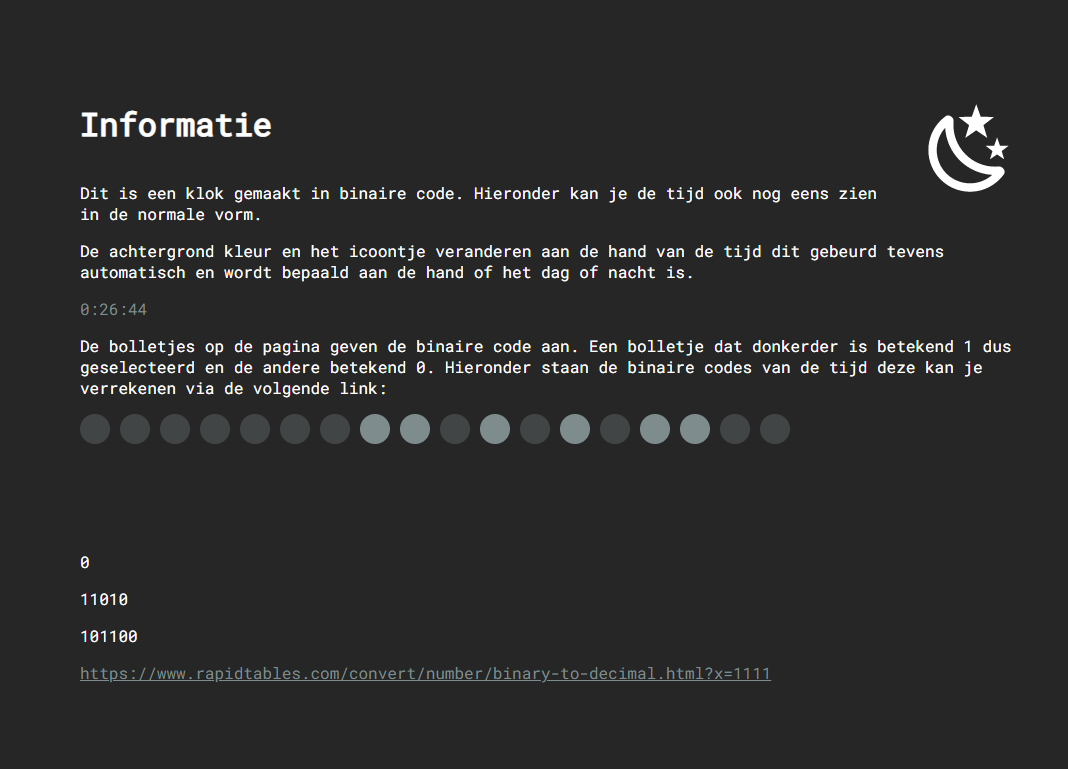 Informatie
Dit is een klok gemaakt in binaire code. Hieronder kan je de tijd ook nog eens zien
in de normale vorm.
De achtergrond kleur en het icoontje veranderen aan de hand van de tijd dit gebeurd tevens
automatisch en wordt bepaald aan de hand of het dag of nacht is.
0:26:44
De bolletjes op de pagina geven de binaire code aan. Een bolletje dat donkerder is betekend 1 dus
geselecteerd en de andere betekend 0. Hieronder staan de binaire codes van de tijd deze kan je
verrekenen via de volgende link:
0
11010
101100
https://www.rapidtables.com/convert/number/binary-to-decimal.html?x=1111